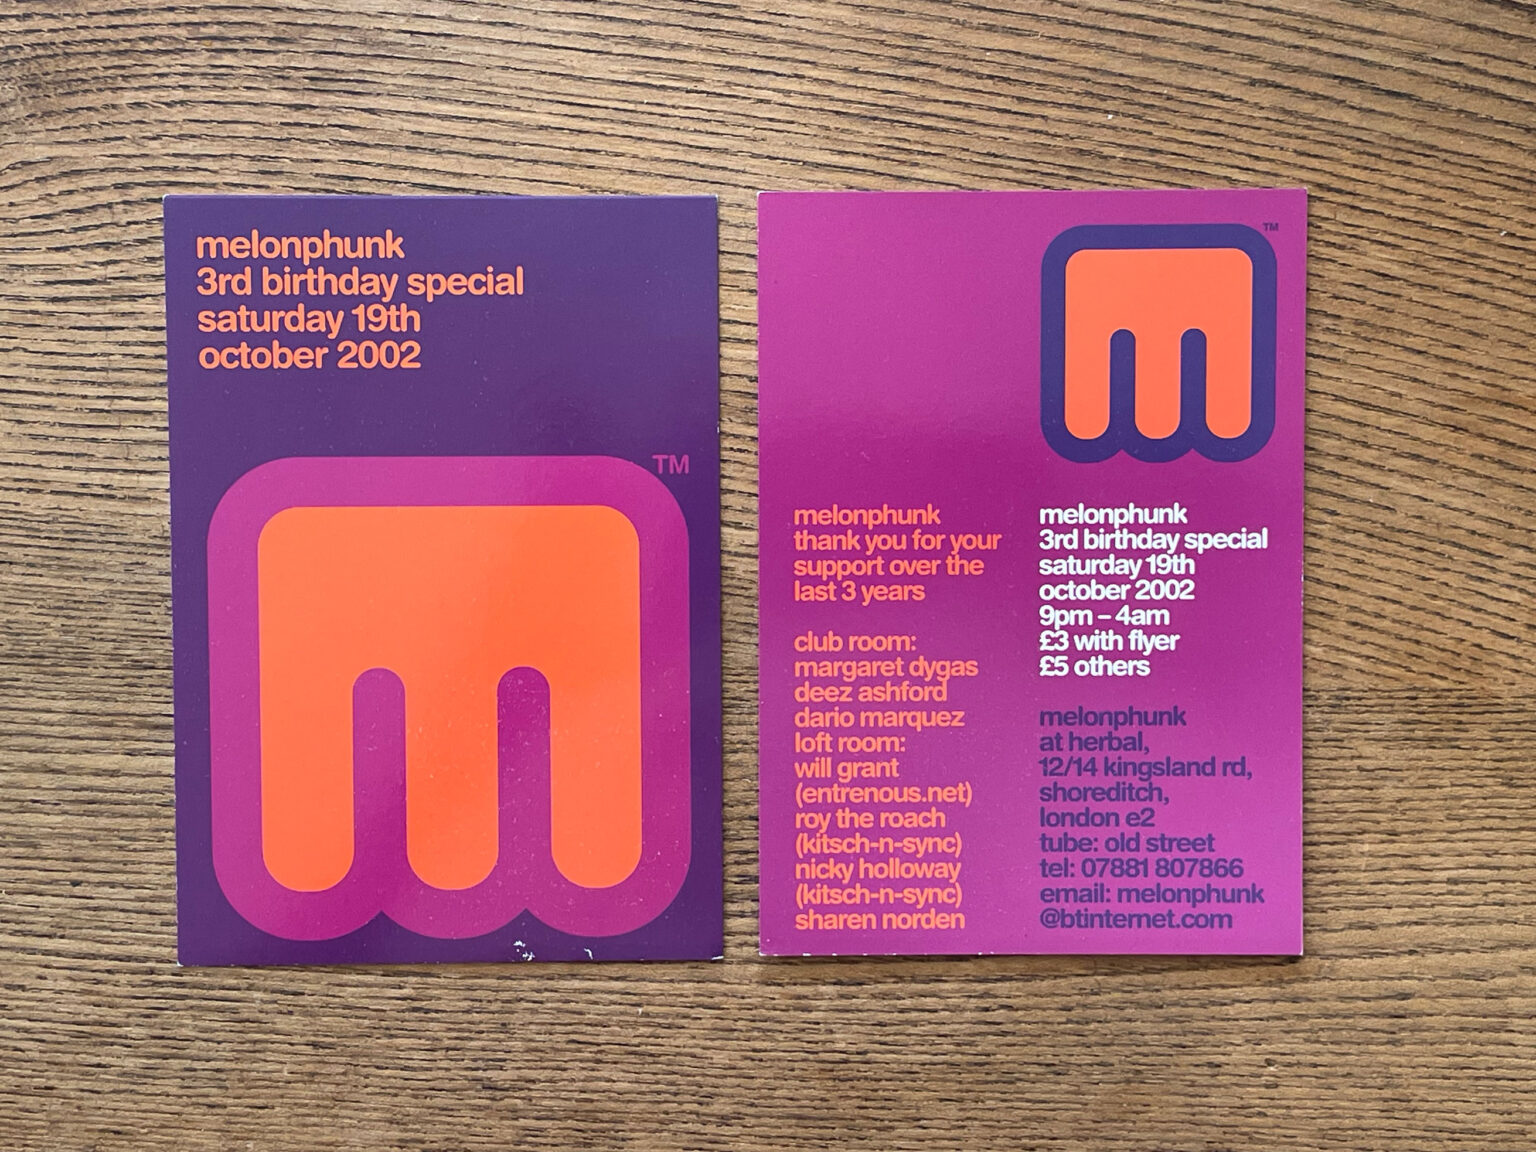 melonphunk
3rd birthday special
saturday 19th
october 2002
TM
m
TM
m
melonphunk
thank you for your
support over the
last 3 years
club room:
margaret dygas
deez ashford
dario marquez
loft room:
will grant
(entrenous.net)
roy the roach
(kitsch-n-sync)
nicky holloway
(kitsch-n-sync)
sharen norden
melonphunk
3rd birthday special
saturday 19th
october 2002
9pm – 4am
£3 with flyer
£5 others
melonphunk
at herbal,
12/14 kingsland rd,
shoreditch,
london e2
tube: old street
tel: 07881 807866
email: melonphunk
@btinternet.com